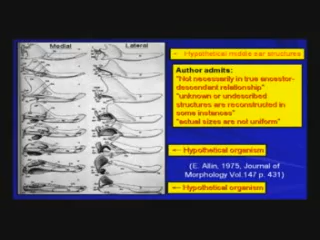 Medial Lateral
← Hypothetical middle ear structures
Author admits:
"Not necessarily in true ancestor-
descendant relationship"
"unknown or undescribed
structures are reconstructed in
some instances"
"actual sizes are not uniform"
← Hypothetical organism
(E. Allin, 1975, Journal of
Morphology Vol.147 p. 431)
← Hypothetical organism